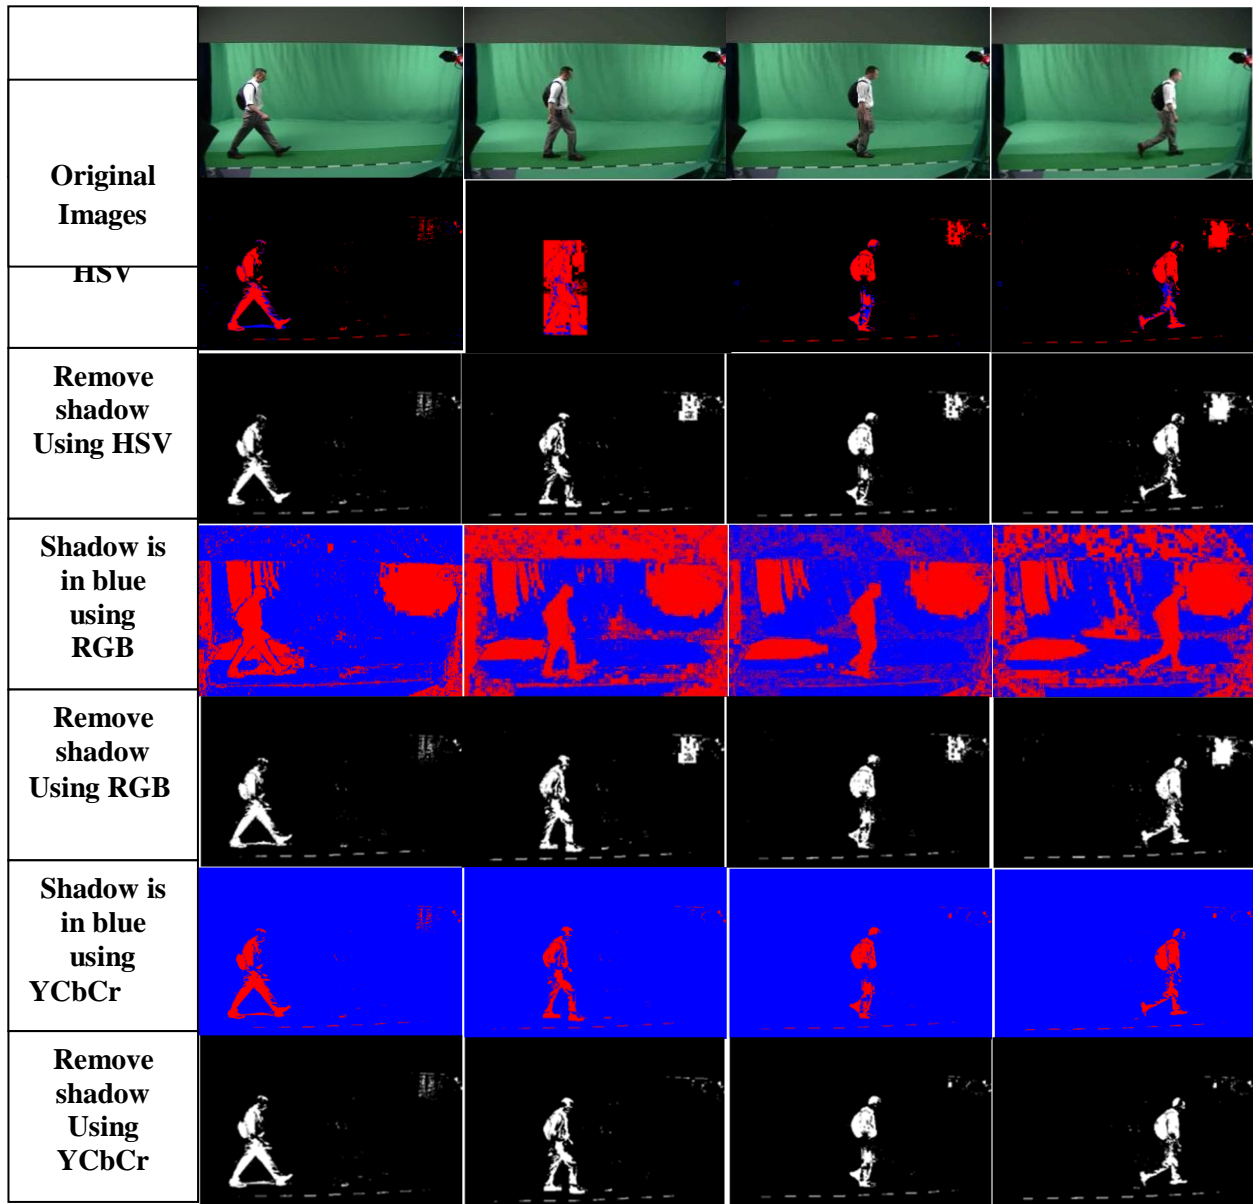 Original
Images
HSV
Remove
shadow
Using HSV
Shadow is
in blue
using
RGB
Remove
shadow
Using RGB
Shadow is
in blue
using
YCbCr
Remove
shadow
Using
YCbCr